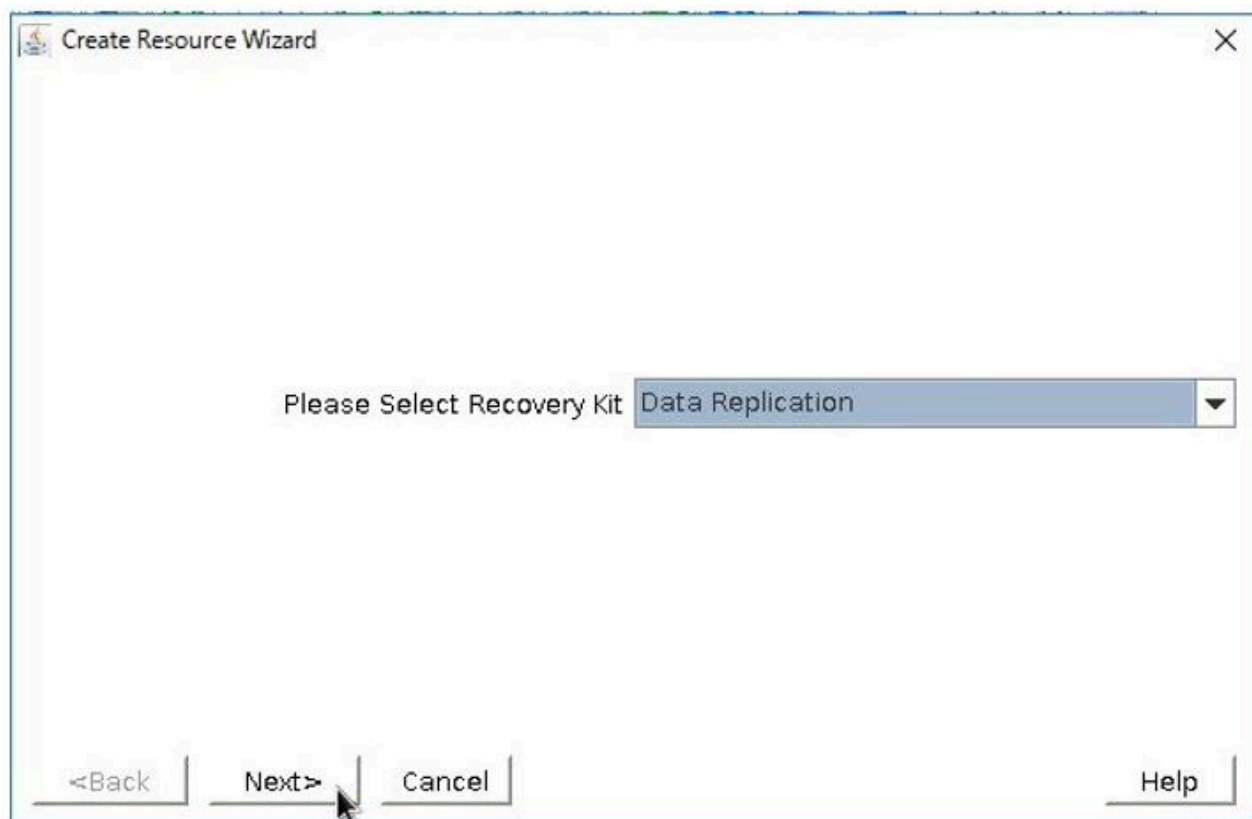 Create Resource Wizard
Please Select Recovery Kit Data Replication
<Back Next> Cancel Help